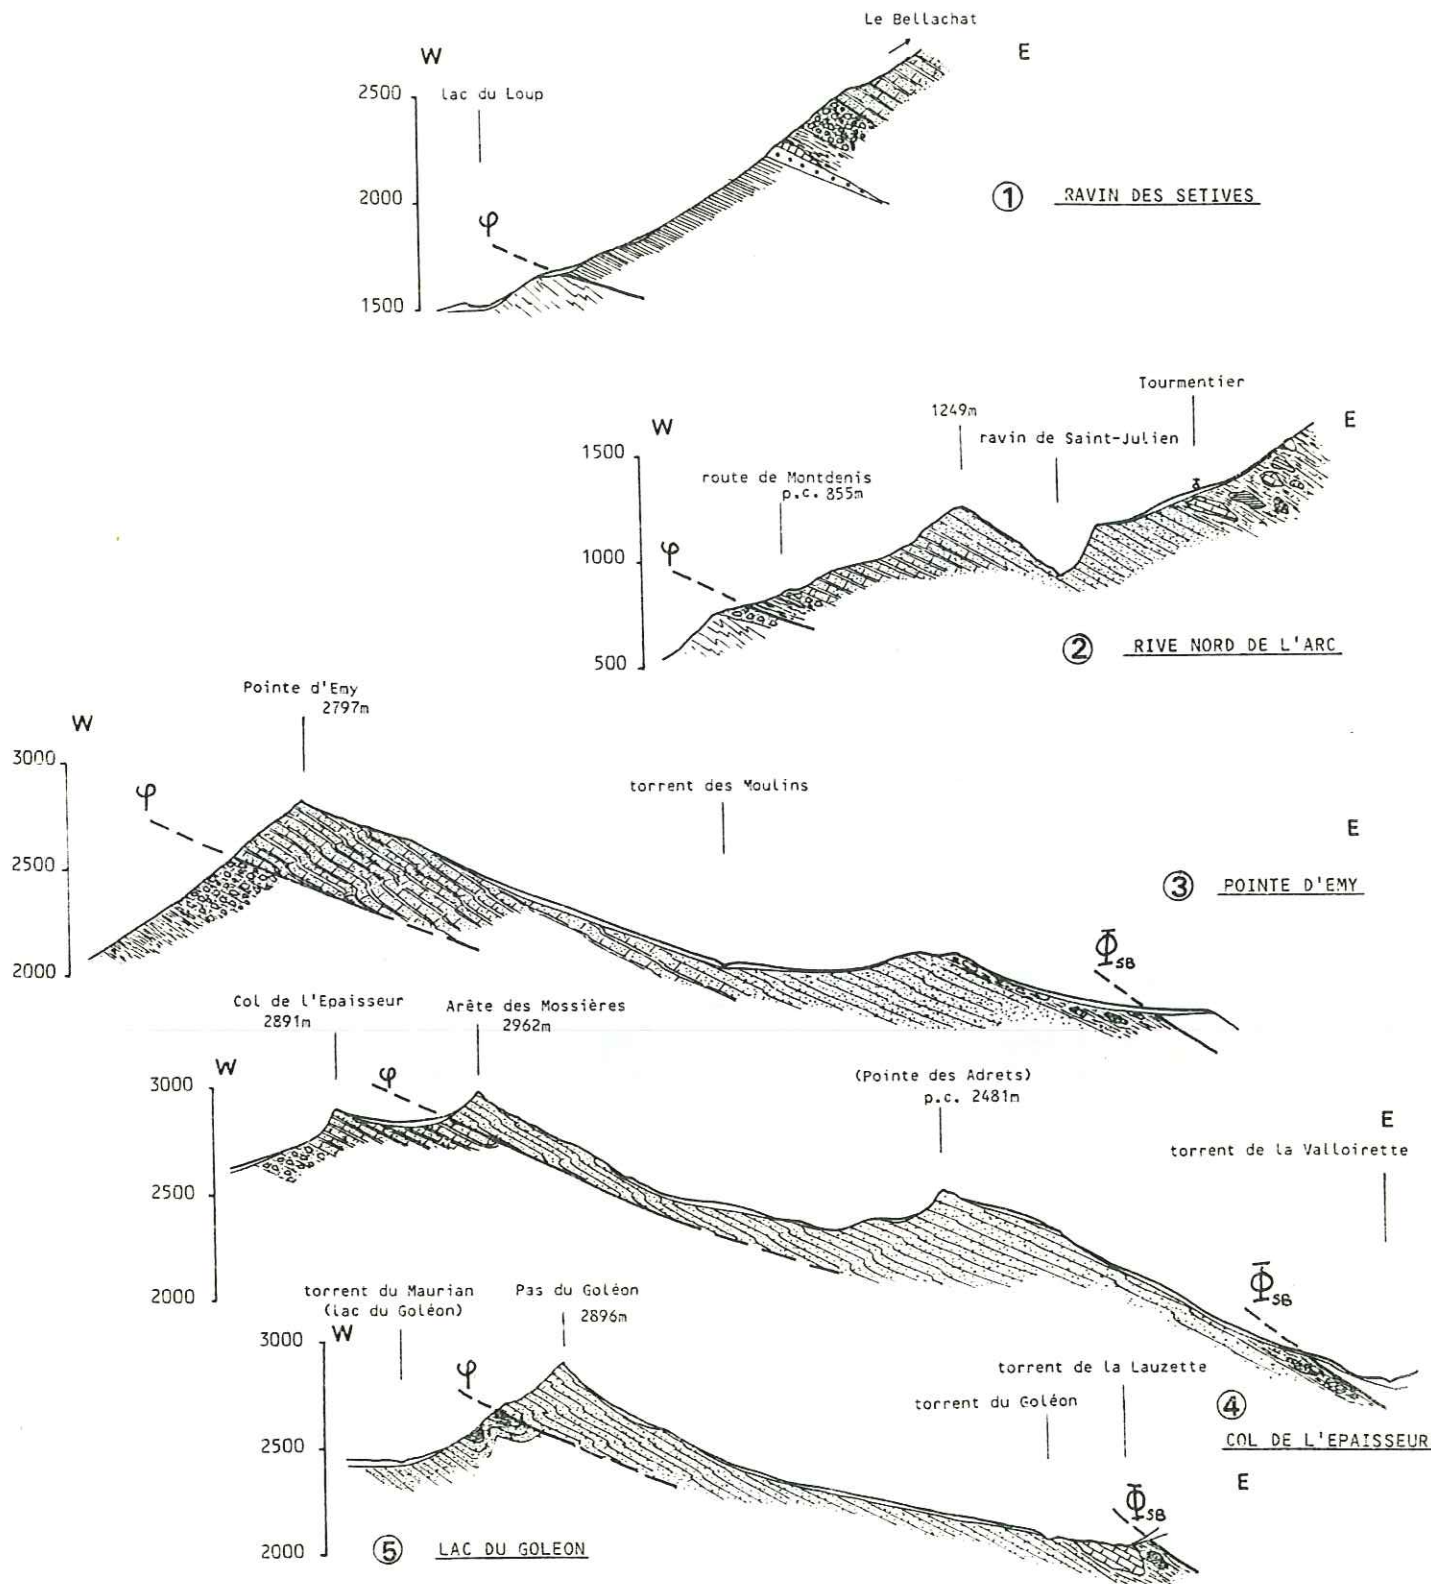 Le Bellachat
W
E
2500
lac du Loup
2000
φ
1500
① RAVIN DES SETIVES
Tourmentier
1249m
W
E
ravin de Saint-Julien
1500
route de Montdenis
p.c. 855m
1000
φ
500
② RIVE NORD DE L'ARC
Pointe d'Emy
2797m
W
3000
φ
torrent des Moulins
E
2500
③ POINTE D'EMY
ΦSB
2000
Col de l'Epaisseur
2891m
Arête des Mossières
2962m
W
3000
φ
(Pointe des Adrets)
p.c. 2481m
E
torrent de la Valloirette
2500
ΦSB
2000
torrent du Maurian
(lac du Goléon)
Pas du Goléon
2896m
W
3000
φ
torrent de la Lauzette
torrent du Goléon
④
COL DE L'EPAISSEUR
2500
E
ΦSB
2000
⑤ LAC DU GOLEON